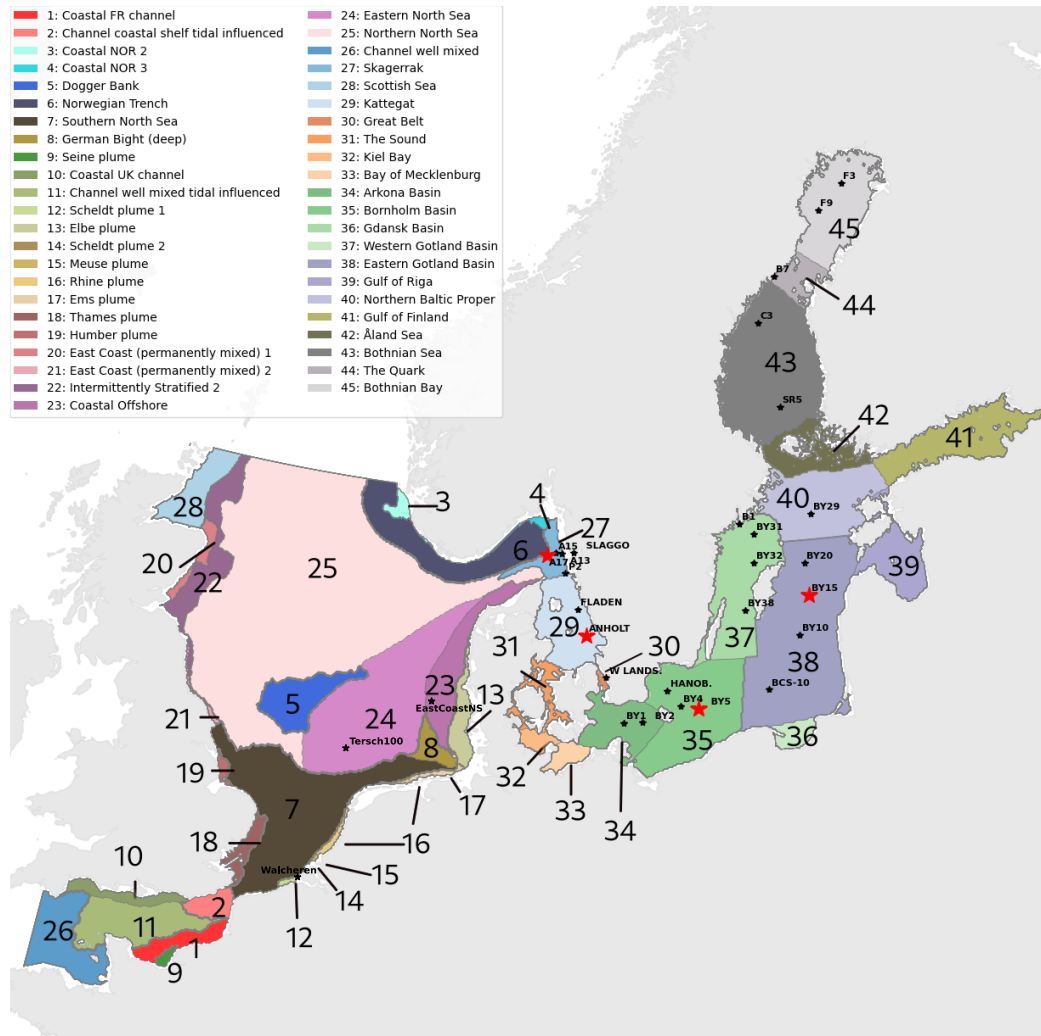 1: Coastal FR channel
2: Channel coastal shelf tidal influenced
3: Coastal NOR 2
4: Coastal NOR 3
5: Dogger Bank
6: Norwegian Trench
7: Southern North Sea
8: German Bight (deep)
9: Seine plume
10: Coastal UK channel
11: Channel well mixed tidal influenced
12: Scheldt plume 1
13: Elbe plume
14: Scheldt plume 2
15: Meuse plume
16: Rhine plume
17: Ems plume
18: Thames plume
19: Humber plume
20: East Coast (permanently mixed) 1
21: East Coast (permanently mixed) 2
22: Intermittently Stratified 2
23: Coastal Offshore
24: Eastern North Sea
25: Northern North Sea
26: Channel well mixed
27: Skagerrak
28: Scottish Sea
29: Kattegat
30: Great Belt
31: The Sound
32: Kiel Bay
33: Bay of Mecklenburg
34: Arkona Basin
35: Bornholm Basin
36: Gdansk Basin
37: Western Gotland Basin
38: Eastern Gotland Basin
39: Gulf of Riga
40: Northern Baltic Proper
41: Gulf of Finland
42: Åland Sea
43: Bothnian Sea
44: The Quark
45: Bothnian Bay
F3
F9
45
B7
44
C3
43
SR5
42
41
28
3
4
27
40
BY29
B1
BY31
20
22
25
6
A15
SLAGGO
A17
A13
P2
BY32
BY20
39
BY15
FLADEN
29
ANHOLT
BY38
31
30
37
BY10
38
W LANDS.
21
5
24
23
EastCoastNS
13
HANOB.
BCS-10
BY4
BY5
BY1
BY2
Tersch100
8
35
36
19
7
17
32
33
34
18
16
10
Walcheren
15
14
26
11
2
1
12
9